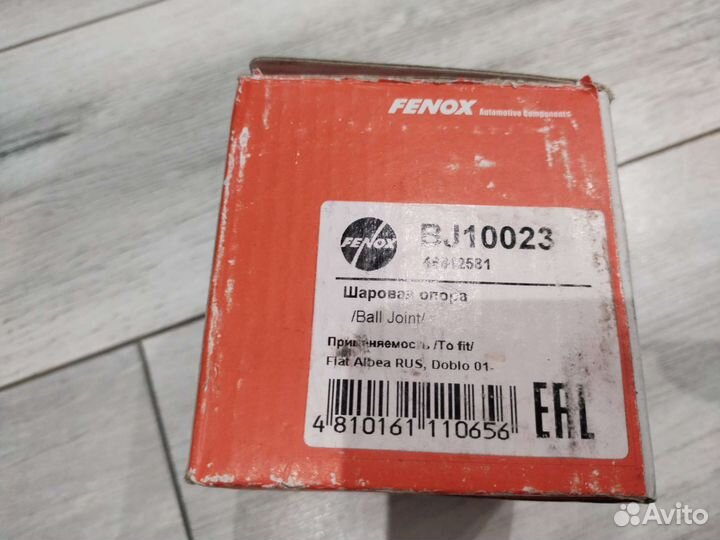 FENOX Automotive Components
FENOX
BJ10023
46412581
Шаровая опора
/Ball Joint/
Применяемость /To fit/
Fiat Albea RUS, Doblo 01-
4 810161 110656
EAC
Avito